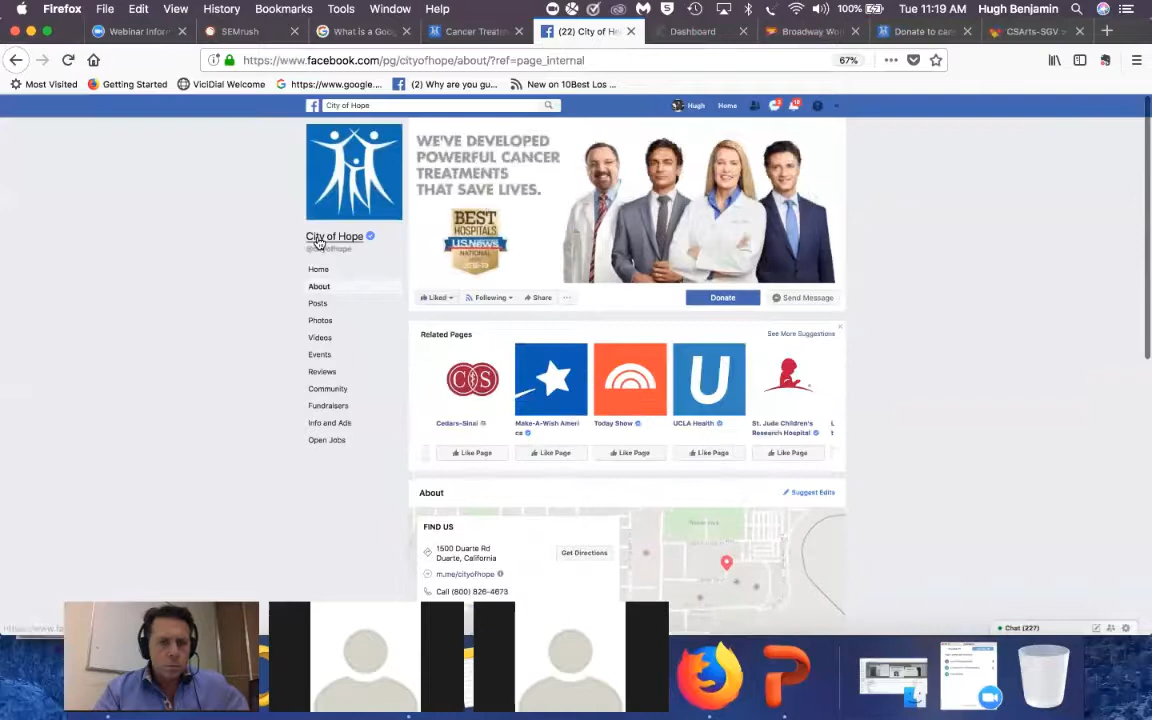 Firefox File Edit View History Bookmarks Tools Window Help 100% Tue 11:19 AM Hugh Benjamin
Webinar Infor SEMrush What is a Goo Cancer Treatm (22) City of He Dashboard Broadway Wo Donate to can CSArts-SGV
https://www.facebook.com/pg/cityofhope/about/?ref=page_internal 67%
Most Visited Getting Started ViciDial Welcome https://www.google. (2) Why are you gu... New on 10Best Los ...
City of Hope Hugh Home
WE'VE DEVELOPED
POWERFUL CANCER
TREATMENTS
THAT SAVE LIVES.
BEST
HOSPITALS
U.S.News
NATIONAL
City of Hope
@cityofhope
Home
About
Posts
Photos
Videos
Events
Reviews
Community
Fundraisers
Info and Ads
Open Jobs
Liked Following Share ... Donate Send Message
Related Pages See More Suggestions
Cedars-Sinai Make-A-Wish Ameri Today Show UCLA Health St. Jude Children's
ca Research Hospital
Like Page Like Page Like Page Like Page Like Page
About Suggest Edits
FIND US
1500 Duarte Rd
Duarte, California
Get Directions
m.me/cityofhope
Call (800) 826-4673
Chat (227)